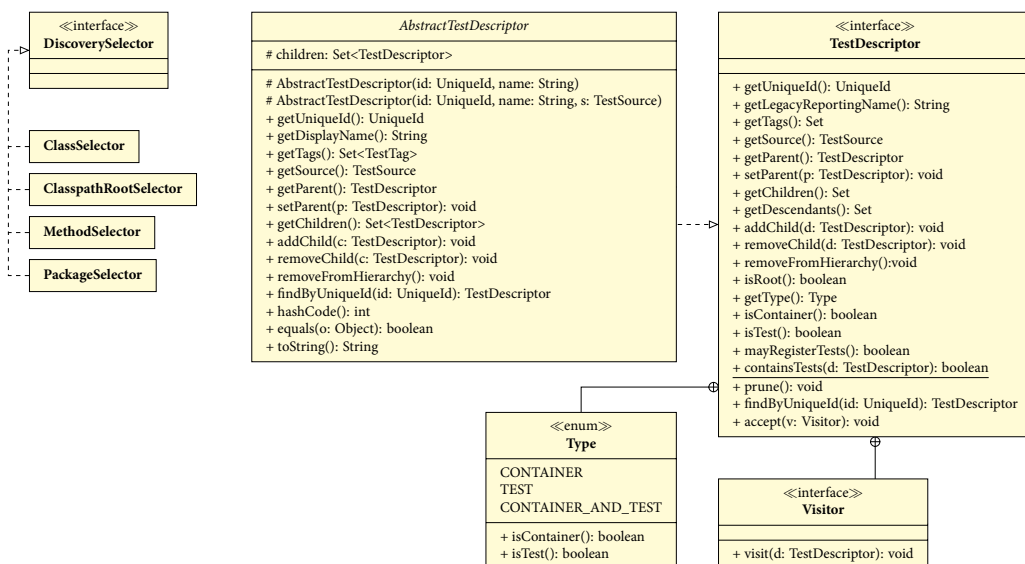 ≪interface≫
DiscoverySelector
ClassSelector
ClasspathRootSelector
MethodSelector
PackageSelector
AbstractTestDescriptor
# children: Set<TestDescriptor>
# AbstractTestDescriptor(id: UniqueId, name: String)
# AbstractTestDescriptor(id: UniqueId, name: String, s: TestSource)
+ getUniqueId(): UniqueId
+ getDisplayName(): String
+ getTags(): Set<TestTag>
+ getSource(): TestSource
+ getParent(): TestDescriptor
+ setParent(p: TestDescriptor): void
+ getChildren(): Set<TestDescriptor>
+ addChild(c: TestDescriptor): void
+ removeChild(c: TestDescriptor): void
+ removeFromHierarchy(): void
+ findByUniqueId(id: UniqueId): TestDescriptor
+ hashCode(): int
+ equals(o: Object): boolean
+ toString(): String
≪interface≫
TestDescriptor
+ getUniqueId(): UniqueId
+ getLegacyReportingName(): String
+ getTags(): Set
+ getSource(): TestSource
+ getParent(): TestDescriptor
+ setParent(p: TestDescriptor): void
+ getChildren(): Set
+ getDescendants(): Set
+ addChild(d: TestDescriptor): void
+ removeChild(d: TestDescriptor): void
+ removeFromHierarchy():void
+ isRoot(): boolean
+ getType(): Type
+ isContainer(): boolean
+ isTest(): boolean
+ mayRegisterTests(): boolean
+ containsTests(d: TestDescriptor): boolean
+ prune(): void
+ findByUniqueId(id: UniqueId): TestDescriptor
+ accept(v: Visitor): void
≪enum≫
Type
CONTAINER
TEST
CONTAINER_AND_TEST
+ isContainer(): boolean
+ isTest(): boolean
≪interface≫
Visitor
+ visit(d: TestDescriptor): void